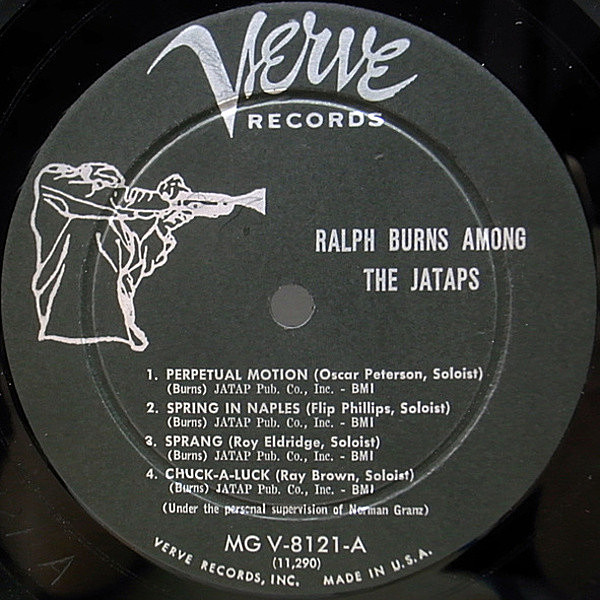 Verve
RECORDS
RALPH BURNS AMONG
THE JATAPS
1. PERPETUAL MOTION (Oscar Peterson, Soloist)
(Burns) JATAP Pub. Co., Inc. - BMI
2. SPRING IN NAPLES (Flip Phillips, Soloist)
(Burns) JATAP Pub. Co., Inc. - BMI
3. SPRANG (Roy Eldridge, Soloist)
(Burns) JATAP Pub. Co., Inc. - BMI
4. CHUCK-A-LUCK (Ray Brown, Soloist)
(Burns) JATAP Pub. Co., Inc. - BMI
(Under the personal supervision of Norman Granz)
MG V-8121-A
(11,290)
VERVE RECORDS, INC. MADE IN U.S.A.